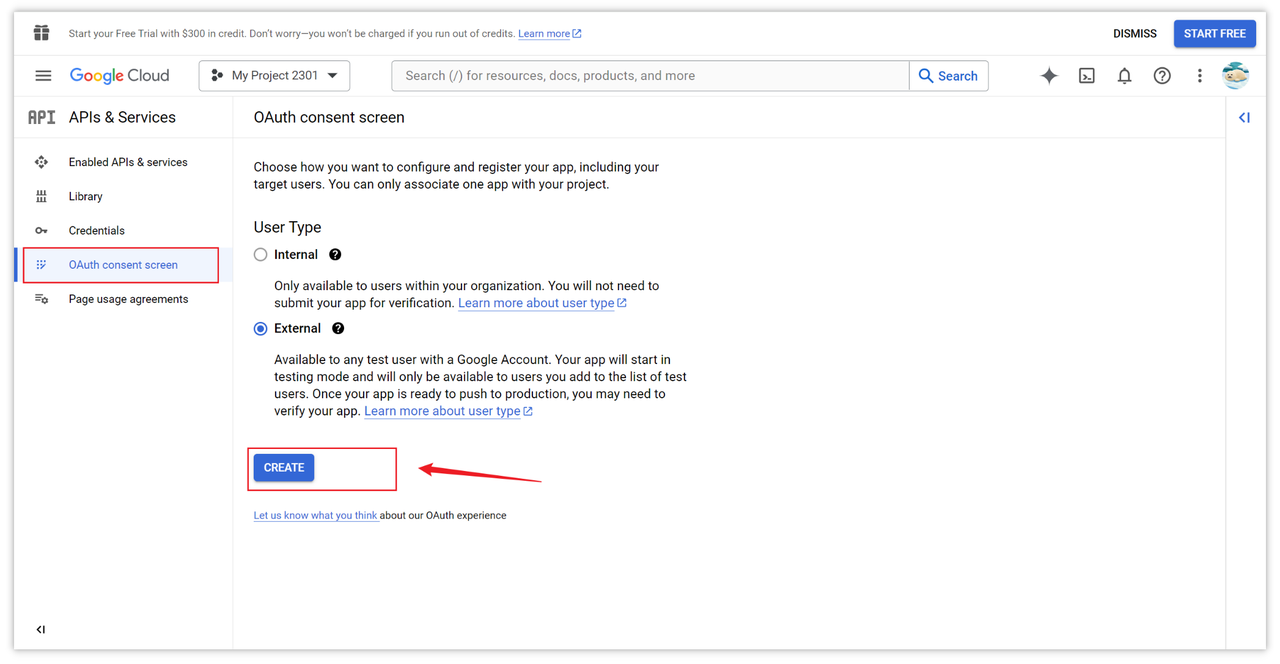 Start your Free Trial with $300 in credit. Don't worry—you won't be charged if you run out of credits. Learn more
DISMISS
START FREE
Google Cloud
My Project 2301
Search (/) for resources, docs, products, and more
Search
API
APIs & Services
Enabled APIs & services
Library
Credentials
OAuth consent screen
Page usage agreements
OAuth consent screen
Choose how you want to configure and register your app, including your
target users. You can only associate one app with your project.
User Type
Internal
Only available to users within your organization. You will not need to
submit your app for verification. Learn more about user type
External
Available to any test user with a Google Account. Your app will start in
testing mode and will only be available to users you add to the list of test
users. Once your app is ready to push to production, you may need to
verify your app. Learn more about user type
CREATE
Let us know what you think about our OAuth experience